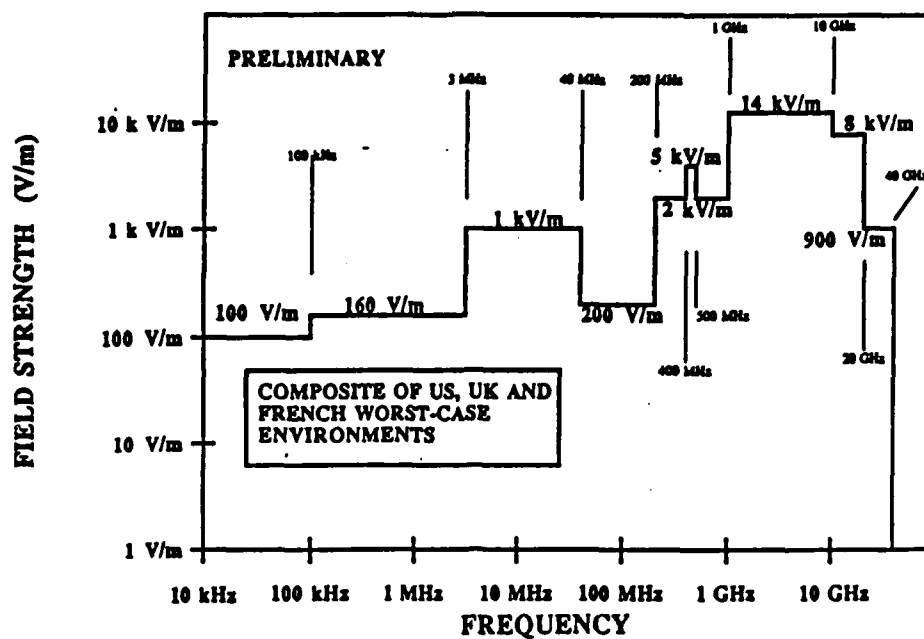 PRELIMINARY
1 GHz
10 GHz
3 MHz
40 MHz
200 MHz
14 kV/m
10 k V/m
8 kV/m
100 kHz
5 kV/m
40 GHz
2 kV/m
1 k V/m
1 kV/m
900 V/m
100 V/m
160 V/m
200 V/m
500 MHz
100 V/m
400 MHz
20 GHz
COMPOSITE OF US, UK AND
FRENCH WORST-CASE
ENVIRONMENTS
10 V/m
1 V/m
10 kHz
100 kHz
1 MHz
10 MHz
100 MHz
1 GHz
10 GHz
FREQUENCY
FIELD STRENGTH (V/m)